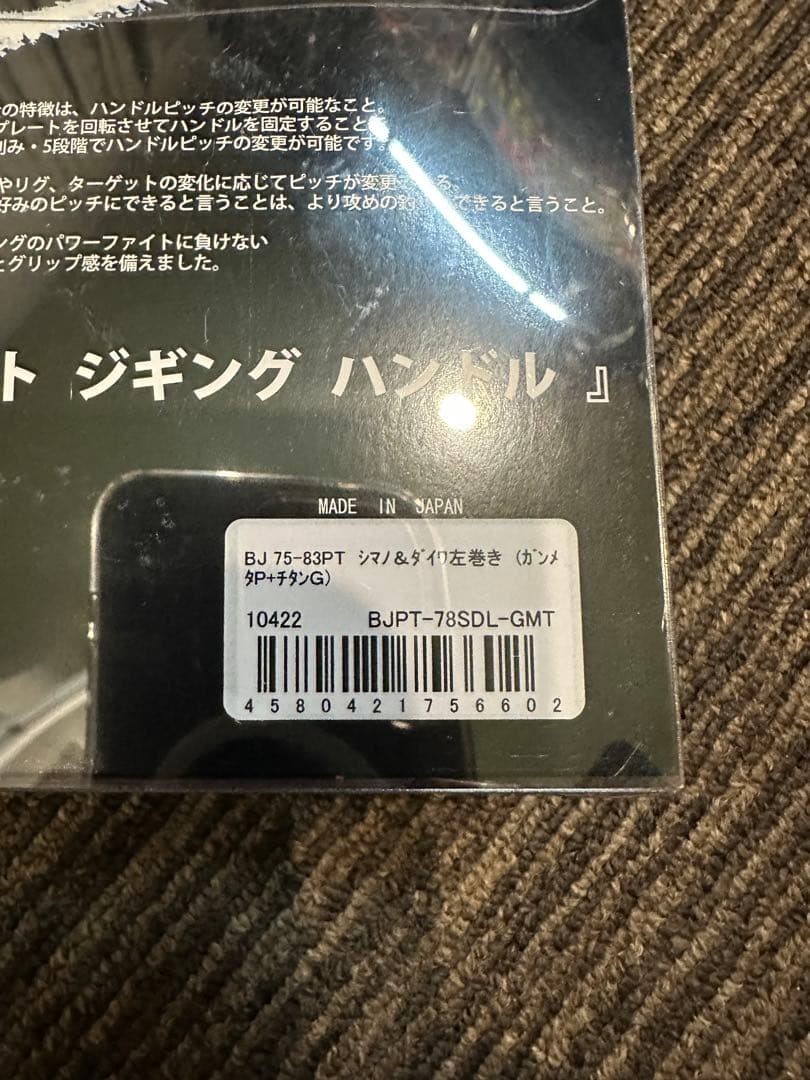 の特徴は、ハンドルピッチの変更が可能なこと。
プレートを回転させてハンドルを固定すること
刻み・5段階でハンドルピッチの変更が可能です。
やリグ、ターゲットの変化に応じてピッチが変更
好みのピッチにできると言うことは、より攻めの できると言うこと。
ングのパワーファイトに負けない
とグリップ感を備えました。
ト ジギング ハンドル 』
MADE IN JAPAN
BJ 75-83PT ｼﾏﾉ&ﾀﾞｲﾜ左巻き (ｶﾞﾝﾒ
ﾀP+ﾁﾀﾝG)
10422 BJPT-78SDL-GMT
4580421756602